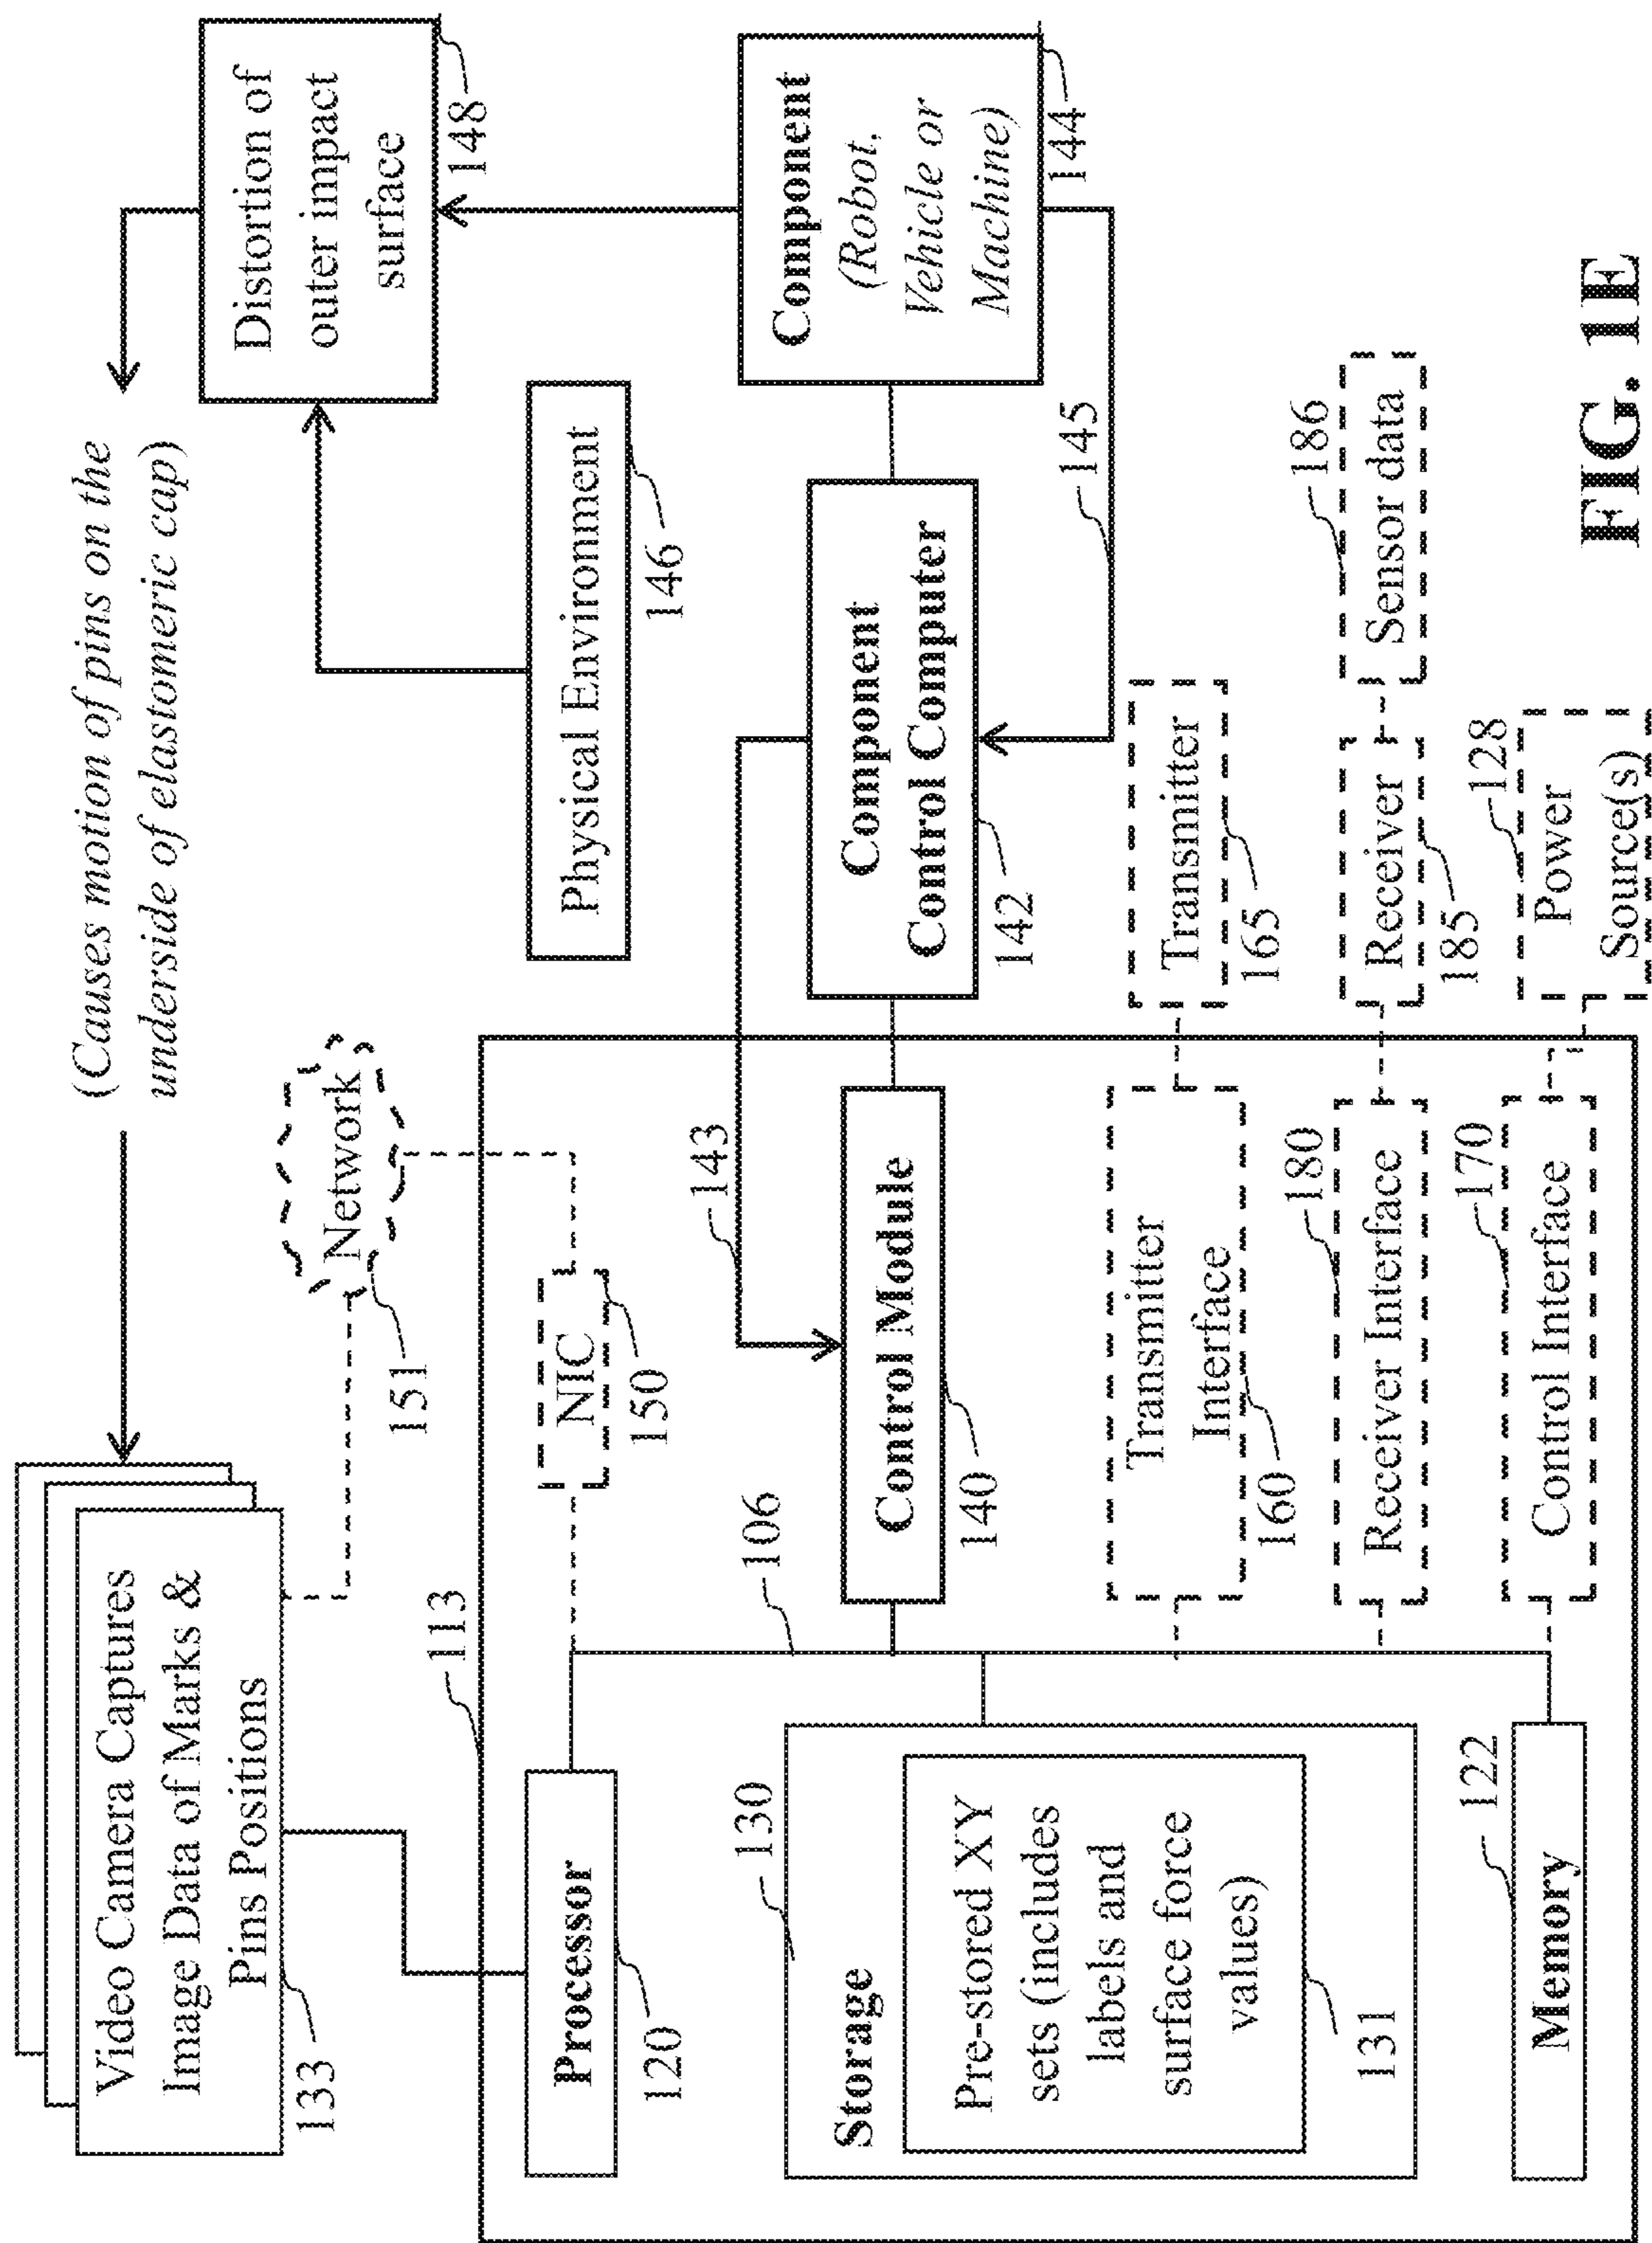 Video Camera Captures
Image Data of Marks &
Pins Positions
133
(Causes motion of pins on the
underside of elastomeric cap)
Distortion of
outer impact
surface
148
Network
151
113
Processor
120
NIC
150
Physical Environment
146
143
106
130
Storage
Pre-stored XY
sets (includes
labels and
surface force
values)
131
Control Module
140
Component
Control Computer
142
Component
(Robot,
Vehicle or
Machine)
144
145
Transmitter
Interface
160
Transmitter
165
180
Receiver Interface
Receiver
185
186
Sensor data
122
Memory
170
Control Interface
128
Power
Source(s)
FIG. 1E